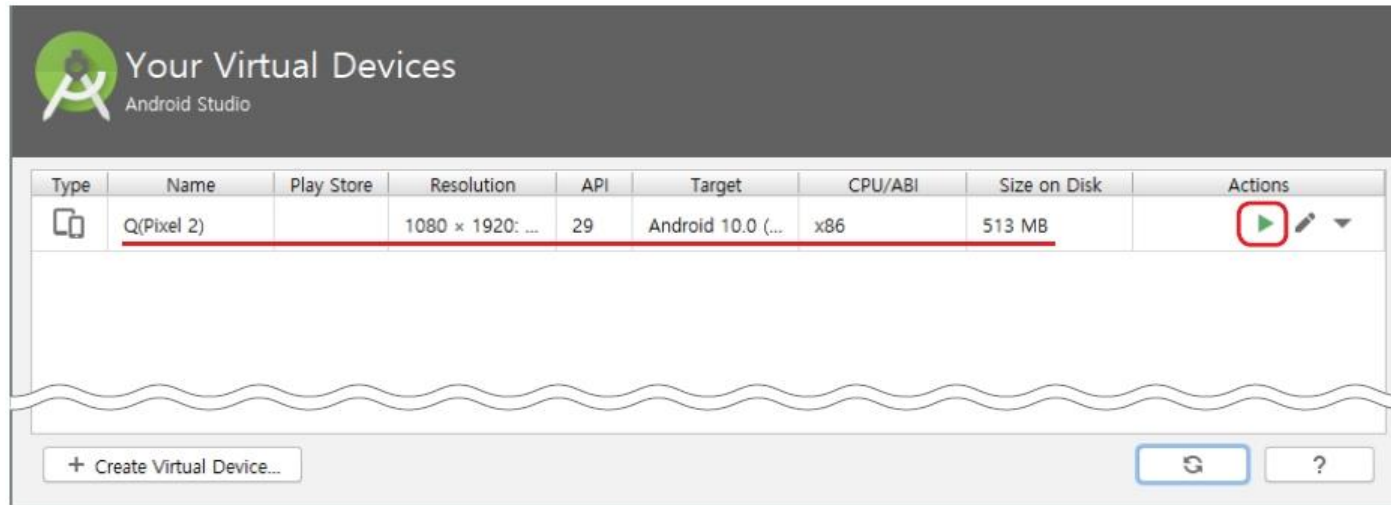 Your Virtual Devices
Android Studio
Type Name Play Store Resolution API Target CPU/ABI Size on Disk Actions
Q(Pixel 2) 1080 × 1920: ... 29 Android 10.0 (... x86 513 MB
+ Create Virtual Device... ?